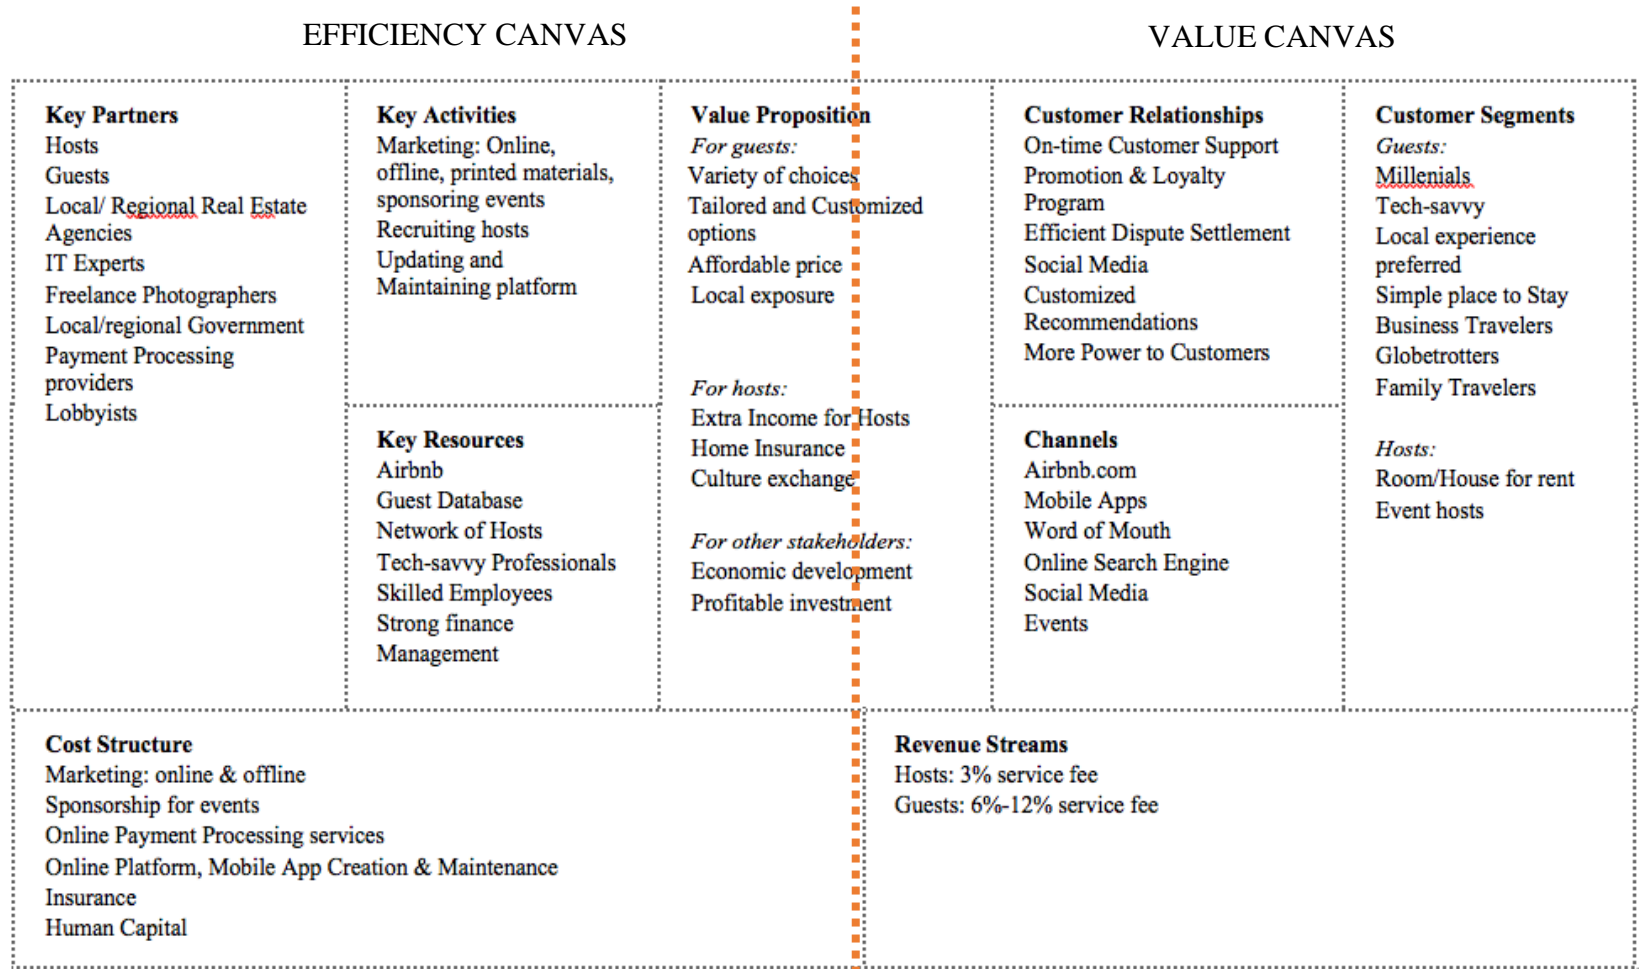 EFFICIENCY CANVAS
VALUE CANVAS
Key Partners
Hosts
Guests
Local/ Regional Real Estate
Agencies
IT Experts
Freelance Photographers
Local/regional Government
Payment Processing
providers
Lobbyists
Key Activities
Marketing: Online,
offline, printed materials,
sponsoring events
Recruiting hosts
Updating and
Maintaining platform
Key Resources
Airbnb
Guest Database
Network of Hosts
Tech-savvy Professionals
Skilled Employees
Strong finance
Management
Value Proposition
For guests:
Variety of choices
Tailored and Customized
options
Affordable price
Local exposure
For hosts:
Extra Income for Hosts
Home Insurance
Culture exchange
For other stakeholders:
Economic development
Profitable investment
Customer Relationships
On-time Customer Support
Promotion & Loyalty
Program
Efficient Dispute Settlement
Social Media
Customized
Recommendations
More Power to Customers
Channels
Airbnb.com
Mobile Apps
Word of Mouth
Online Search Engine
Social Media
Events
Customer Segments
Guests:
Millenials
Tech-savvy
Local experience
preferred
Simple place to Stay
Business Travelers
Globetrotters
Family Travelers
Hosts:
Room/House for rent
Event hosts
Cost Structure
Marketing: online & offline
Sponsorship for events
Online Payment Processing services
Online Platform, Mobile App Creation & Maintenance
Insurance
Human Capital
Revenue Streams
Hosts: 3% service fee
Guests: 6%-12% service fee